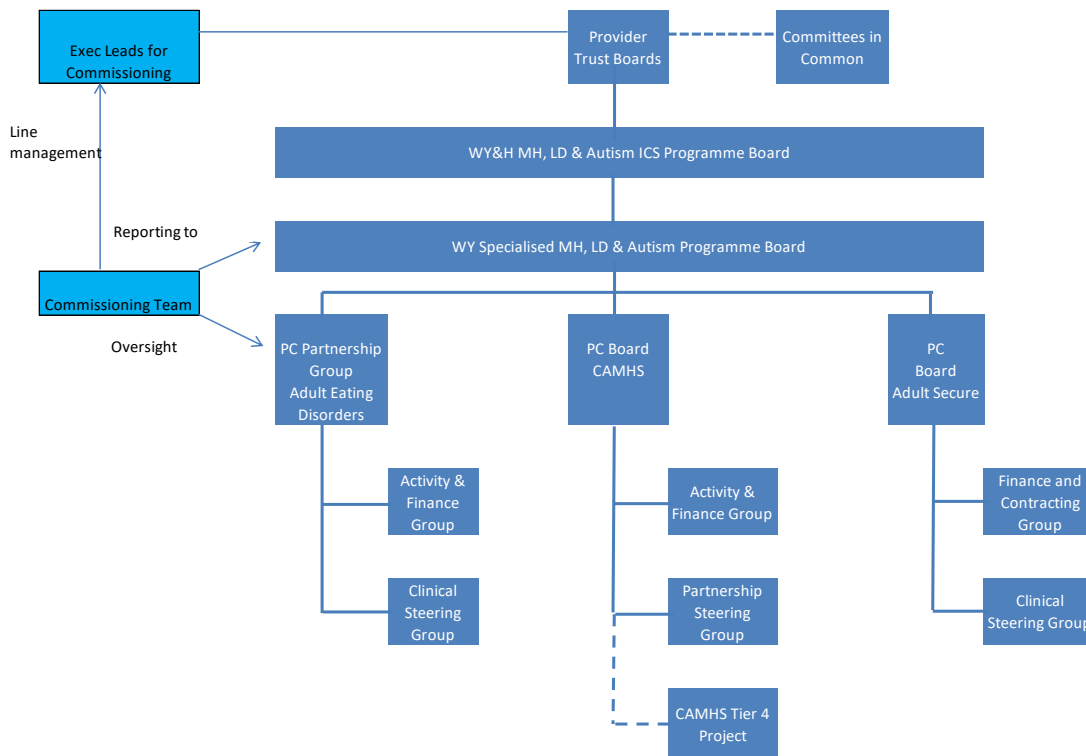 Exec Leads for
Commissioning
Provider
Trust Boards
Committees in
Common
Line
management
WY&H MH, LD & Autism ICS Programme Board
Reporting to
WY Specialised MH, LD & Autism Programme Board
Commissioning Team
Oversight
PC Partnership
Group
Adult Eating
Disorders
PC Board
CAMHS
PC
Board
Adult Secure
Activity &
Finance
Group
Activity &
Finance Group
Finance and
Contracting
Group
Clinical
Steering
Group
Partnership
Steering
Group
Clinical
Steering Group
CAMHS Tier 4
Project